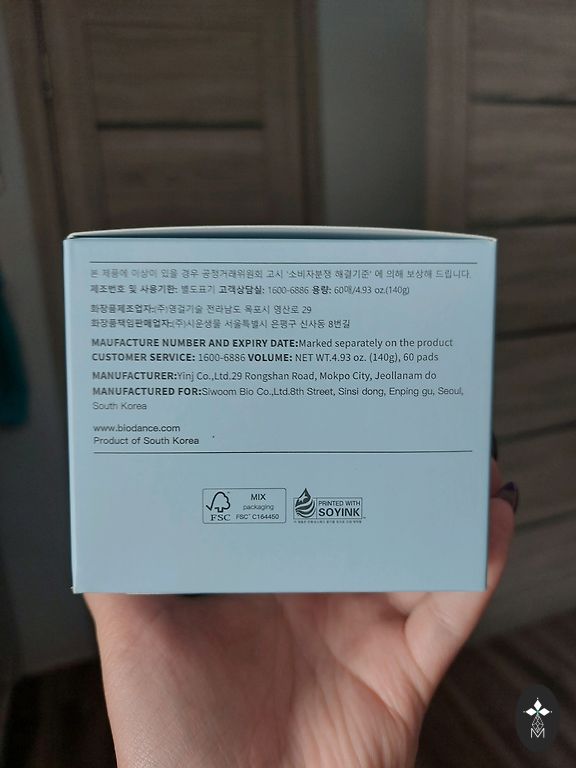 본 제품에 이상이 있을 경우 공정거래위원회 고시 '소비자분쟁 해결기준' 에 의해 보상해 드립니다.
제조번호 및 사용기한: 별도표기 고객상담실: 1600-6886 용량: 60매/4.93 oz.(140g)
화장품제조업자:(주)영걸기술 전라남도 목포시 영산로 29
화장품책임판매업자:(주)시운생물 서울특별시 은평구 신사동 8번길
MAUFACTURE NUMBER AND EXPIRY DATE:Marked separately on the product
CUSTOMER SERVICE: 1600-6886 VOLUME: NET WT.4.93 oz. (140g), 60 pads
MANUFACTURER:Yinj Co.,Ltd.29 Rongshan Road, Mokpo City, Jeollanam do
MANUFACTURED FOR:Siwoom Bio Co.,Ltd.8th Street, Sinsi dong, Enping gu, Seoul,
South Korea
www.biodance.com
Product of South Korea
FSC
MIX
packaging
FSC™ C164450
PRINTED WITH
SOYINK
M